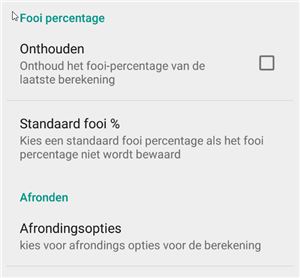 Fooi percentage
Onthouden
Onthoud het fooi-percentage van de
laatste berekening
Standaard fooi %
Kies een standaard fooi percentage als het fooi
percentage niet wordt bewaard
Afronden
Afrondingsopties
kies voor afrondings opties voor de berekening